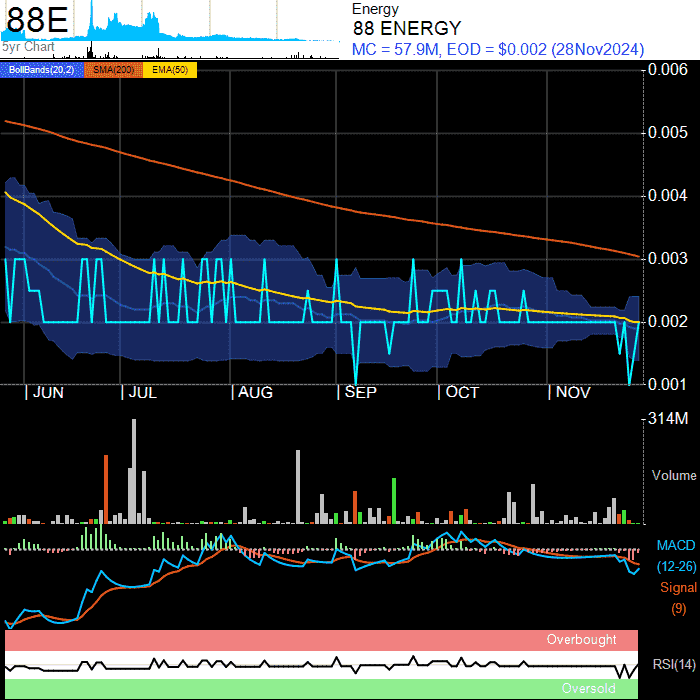 88E
5yr Chart
Energy
88 ENERGY
MC = 57.9M, EOD = $0.002 (28Nov2024)
BollBands(20,2) SMA(200) EMA(50)
0.006
0.005
0.004
0.003
0.002
0.001
JUN JUL AUG SEP OCT NOV
314M
Volume
MACD
(12-26)
Signal
(9)
Overbought
RSI(14)
Oversold